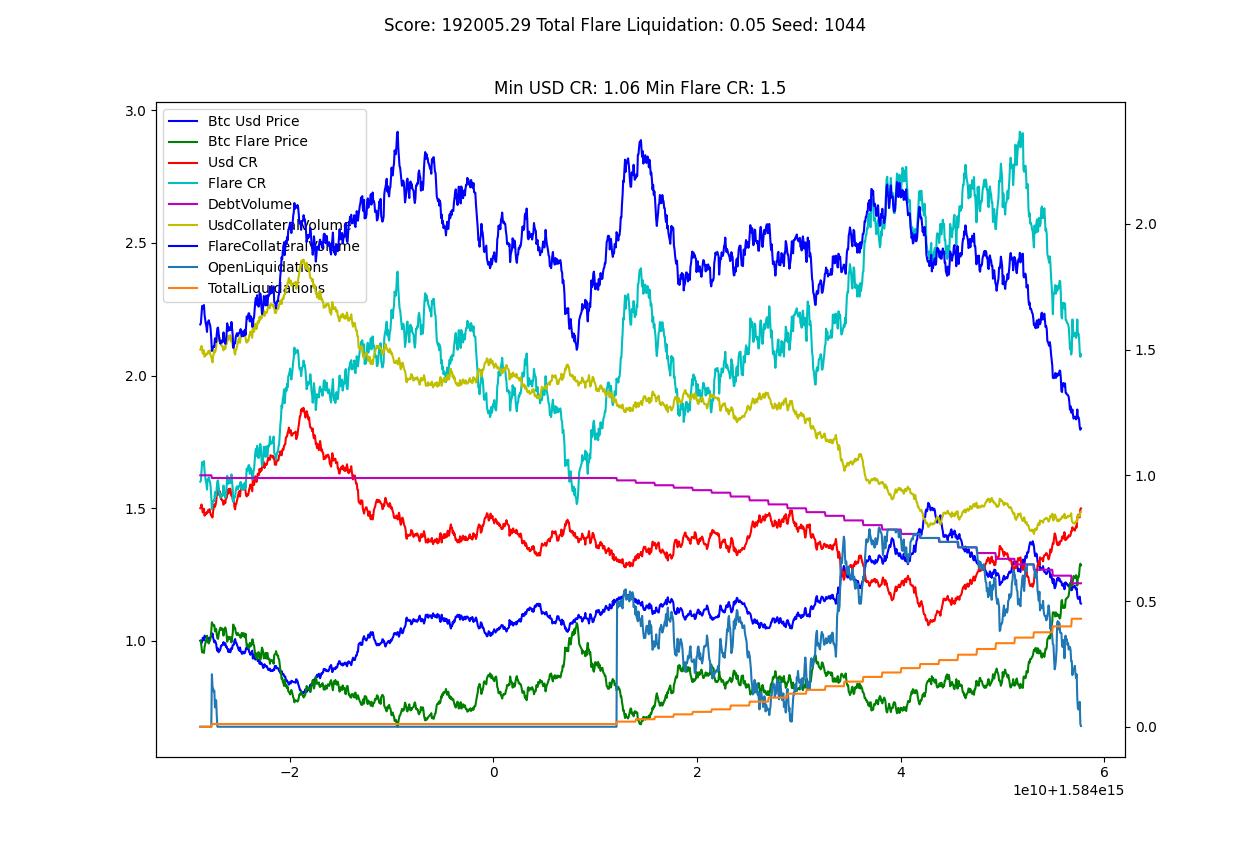 Score: 192005.29 Total Flare Liquidation: 0.05 Seed: 1044
Min USD CR: 1.06 Min Flare CR: 1.5
3.0
2.5
2.0
1.5
1.0
Btc Usd Price
Btc Flare Price
Usd CR
Flare CR
DebtVolume
UsdCollateralVolume
FlareCollateralVolume
OpenLiquidations
TotalLiquidations
2.0
1.5
1.0
0.5
0.0
−2 0 2 4 6
1e10+1.584e15